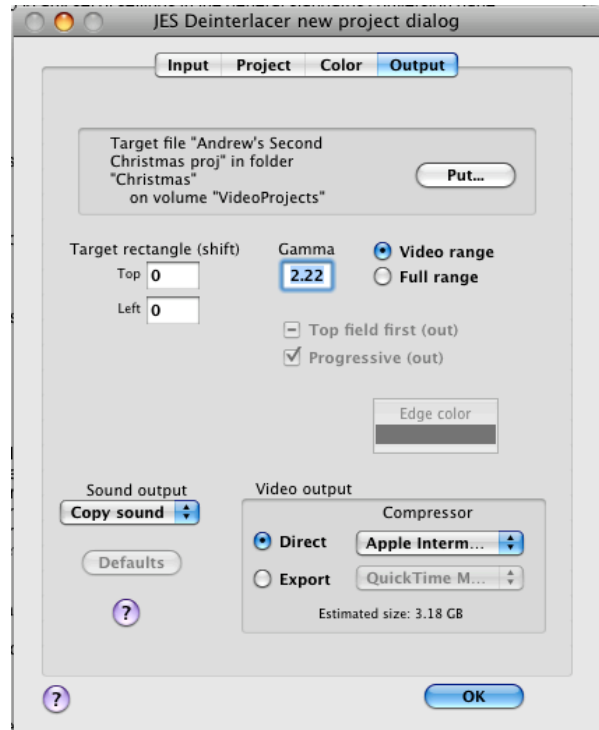 JES Deinterlacer new project dialog
Input Project Color Output
Target file "Andrew's Second
Christmas proj" in folder
"Christmas"
on volume "VideoProjects"
Put...
Target rectangle (shift)
Top 0
Left 0
Gamma
2.22
Video range
Full range
Top field first (out)
Progressive (out)
Edge color
Sound output
Copy sound
Defaults
?
Video output
Compressor
Direct Apple Interm...
Export QuickTime M...
Estimated size: 3.18 GB
?
OK